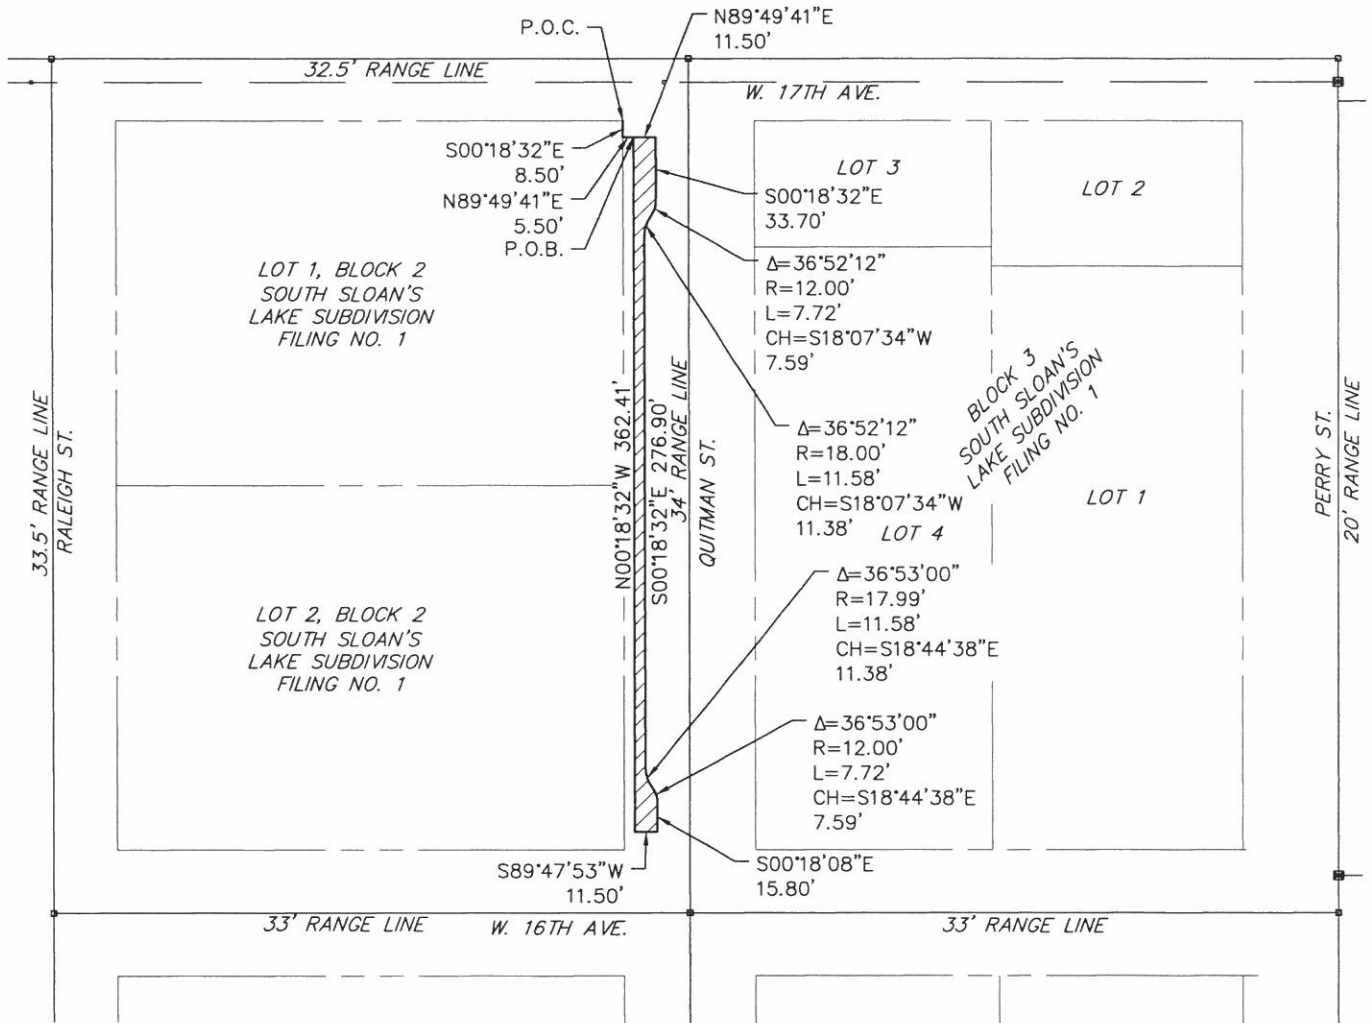 P.O.C.
N89°49'41"E
11.50'
32.5' RANGE LINE
W. 17TH AVE.
S00°18'32"E
8.50'
N89°49'41"E
5.50'
P.O.B.
LOT 3
LOT 2
S00°18'32"E
33.70'
LOT 1, BLOCK 2
SOUTH SLOAN'S
LAKE SUBDIVISION
FILING NO. 1
Δ=36°52'12"
R=12.00'
L=7.72'
CH=S18°07'34"W
7.59'
BLOCK 3
SOUTH SLOAN'S
LAKE SUBDIVISION
FILING NO. 1
33.5' RANGE LINE
RALEIGH ST.
N00°18'32"W 362.41'
S00°18'32"E 276.90'
34' RANGE LINE
QUITMAN ST.
PERRY ST.
20' RANGE LINE
Δ=36°52'12"
R=18.00'
L=11.58'
CH=S18°07'34"W
11.38'
LOT 4
LOT 1
Δ=36°53'00"
R=17.99'
L=11.58'
CH=S18°44'38"E
11.38'
LOT 2, BLOCK 2
SOUTH SLOAN'S
LAKE SUBDIVISION
FILING NO. 1
Δ=36°53'00"
R=12.00'
L=7.72'
CH=S18°44'38"E
7.59'
S89°47'53"W
11.50'
S00°18'08"E
15.80'
33' RANGE LINE
W. 16TH AVE.
33' RANGE LINE